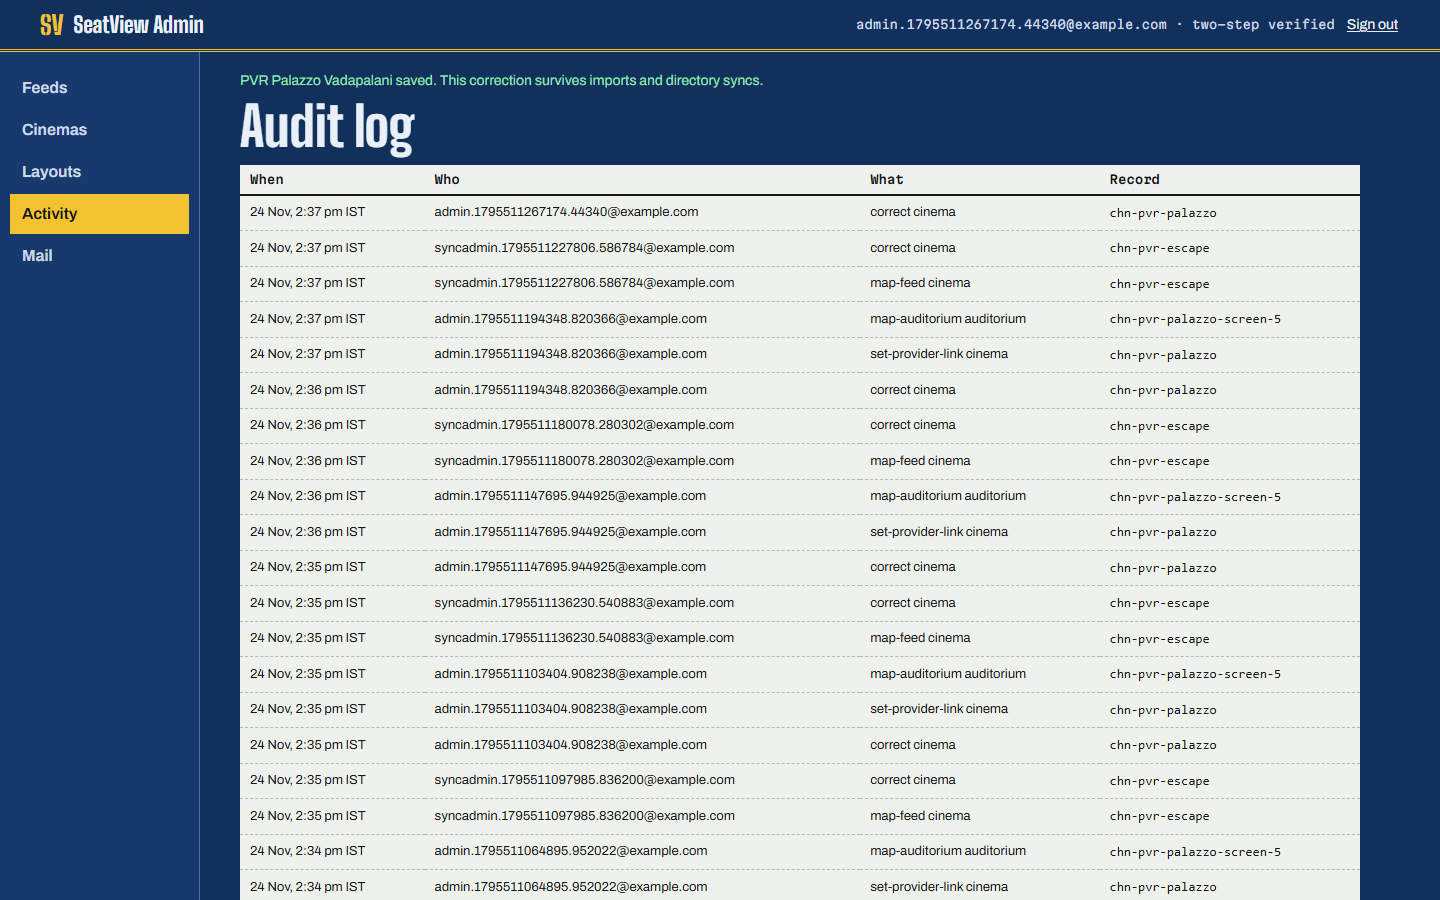 SV SeatView Admin admin.1795511267174.44340@example.com · two-step verified Sign out
Feeds
Cinemas
Layouts
Activity
Mail
PVR Palazzo Vadapalani saved. This correction survives imports and directory syncs.
Audit log
When Who What Record
24 Nov, 2:37 pm IST admin.1795511267174.44340@example.com correct cinema chn-pvr-palazzo
24 Nov, 2:37 pm IST syncadmin.1795511227806.586784@example.com correct cinema chn-pvr-escape
24 Nov, 2:37 pm IST syncadmin.1795511227806.586784@example.com map-feed cinema chn-pvr-escape
24 Nov, 2:37 pm IST admin.1795511194348.820366@example.com map-auditorium auditorium chn-pvr-palazzo-screen-5
24 Nov, 2:37 pm IST admin.1795511194348.820366@example.com set-provider-link cinema chn-pvr-palazzo
24 Nov, 2:36 pm IST admin.1795511194348.820366@example.com correct cinema chn-pvr-palazzo
24 Nov, 2:36 pm IST syncadmin.1795511180078.280302@example.com correct cinema chn-pvr-escape
24 Nov, 2:36 pm IST syncadmin.1795511180078.280302@example.com map-feed cinema chn-pvr-escape
24 Nov, 2:36 pm IST admin.1795511147695.944925@example.com map-auditorium auditorium chn-pvr-palazzo-screen-5
24 Nov, 2:36 pm IST admin.1795511147695.944925@example.com set-provider-link cinema chn-pvr-palazzo
24 Nov, 2:35 pm IST admin.1795511147695.944925@example.com correct cinema chn-pvr-palazzo
24 Nov, 2:35 pm IST syncadmin.1795511136230.540883@example.com correct cinema chn-pvr-escape
24 Nov, 2:35 pm IST syncadmin.1795511136230.540883@example.com map-feed cinema chn-pvr-escape
24 Nov, 2:35 pm IST admin.1795511103404.908238@example.com map-auditorium auditorium chn-pvr-palazzo-screen-5
24 Nov, 2:35 pm IST admin.1795511103404.908238@example.com set-provider-link cinema chn-pvr-palazzo
24 Nov, 2:35 pm IST admin.1795511103404.908238@example.com correct cinema chn-pvr-palazzo
24 Nov, 2:35 pm IST syncadmin.1795511097985.836200@example.com correct cinema chn-pvr-escape
24 Nov, 2:35 pm IST syncadmin.1795511097985.836200@example.com map-feed cinema chn-pvr-escape
24 Nov, 2:34 pm IST admin.1795511064895.952022@example.com map-auditorium auditorium chn-pvr-palazzo-screen-5
24 Nov, 2:34 pm IST admin.1795511064895.952022@example.com set-provider-link cinema chn-pvr-palazzo